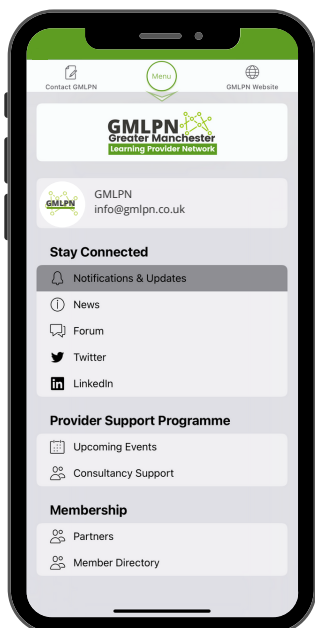 Contact GMLPN
Menu
GMLPN Website
GMLPN
Greater Manchester
Learning Provider Network
GMLPN
GMLPN
info@gmlpn.co.uk
Stay Connected
Notifications & Updates
News
Forum
Twitter
in LinkedIn
Provider Support Programme
Upcoming Events
Consultancy Support
Membership
Partners
Member Directory